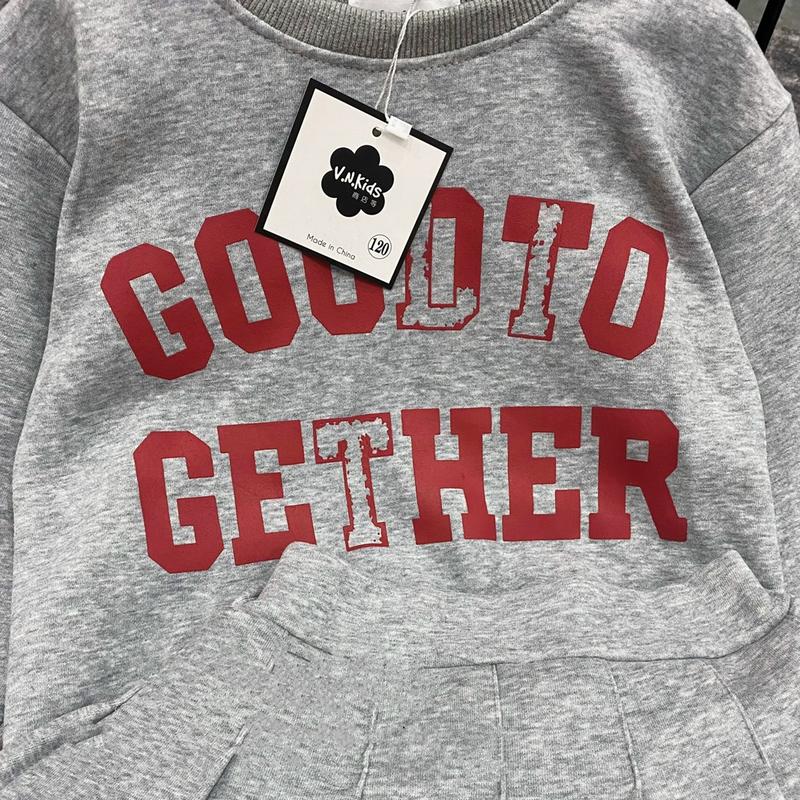 V.N.Kids
Made in China
120
GOODTO
GETHER